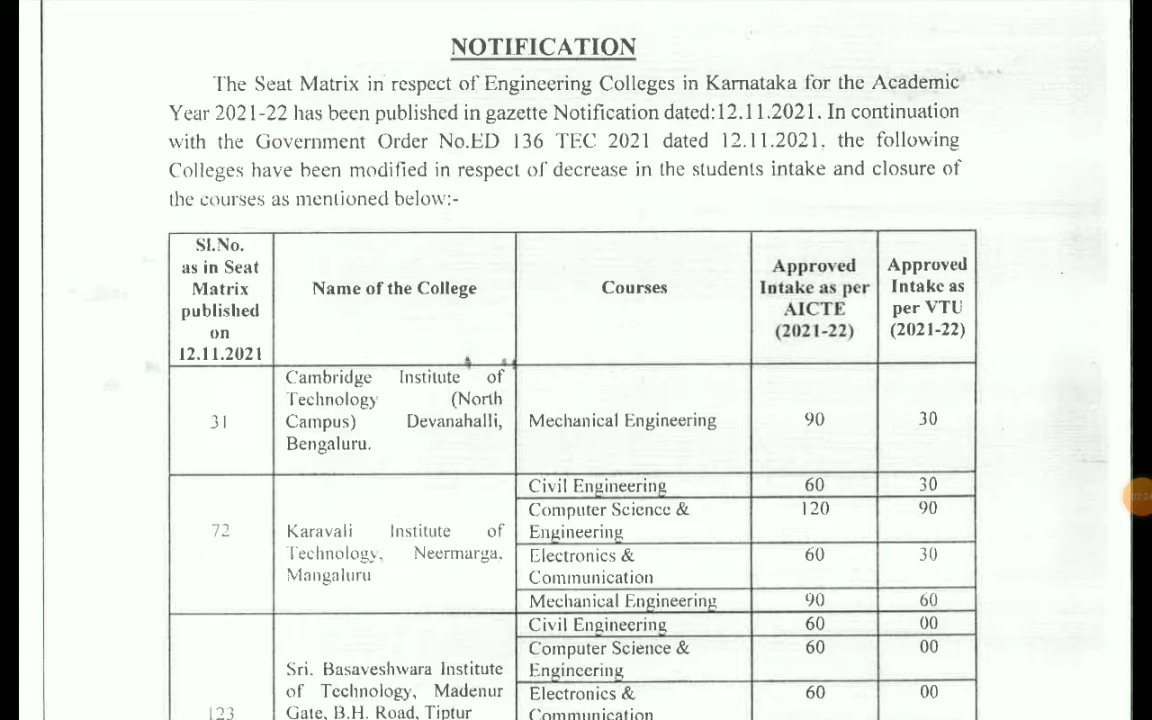 NOTIFICATION
The Seat Matrix in respect of Engineering Colleges in Karnataka for the Academic
Year 2021-22 has been published in gazette Notification dated:12.11.2021. In continuation
with the Government Order No.ED 136 TEC 2021 dated 12.11.2021, the following
Colleges have been modified in respect of decrease in the students intake and closure of
the courses as mentioned below:-
Sl.No.
as in Seat
Matrix
published
on
12.11.2021
Name of the College
Courses
Approved
Intake as per
AICTE
(2021-22)
Approved
Intake as
per VTU
(2021-22)
31
Cambridge Institute of
Technology (North
Campus) Devanahalli,
Bengaluru.
Mechanical Engineering
90
30
72
Karavali Institute of
Technology, Neermarga,
Mangaluru
Civil Engineering
60
30
Computer Science &
Engineering
120
90
Electronics &
Communication
60
30
Mechanical Engineering
90
60
123
Sri. Basaveshwara Institute
of Technology, Madenur
Gate, B.H. Road, Tiptur
Civil Engineering
60
00
Computer Science &
Engineering
60
00
Electronics &
Communication
60
00